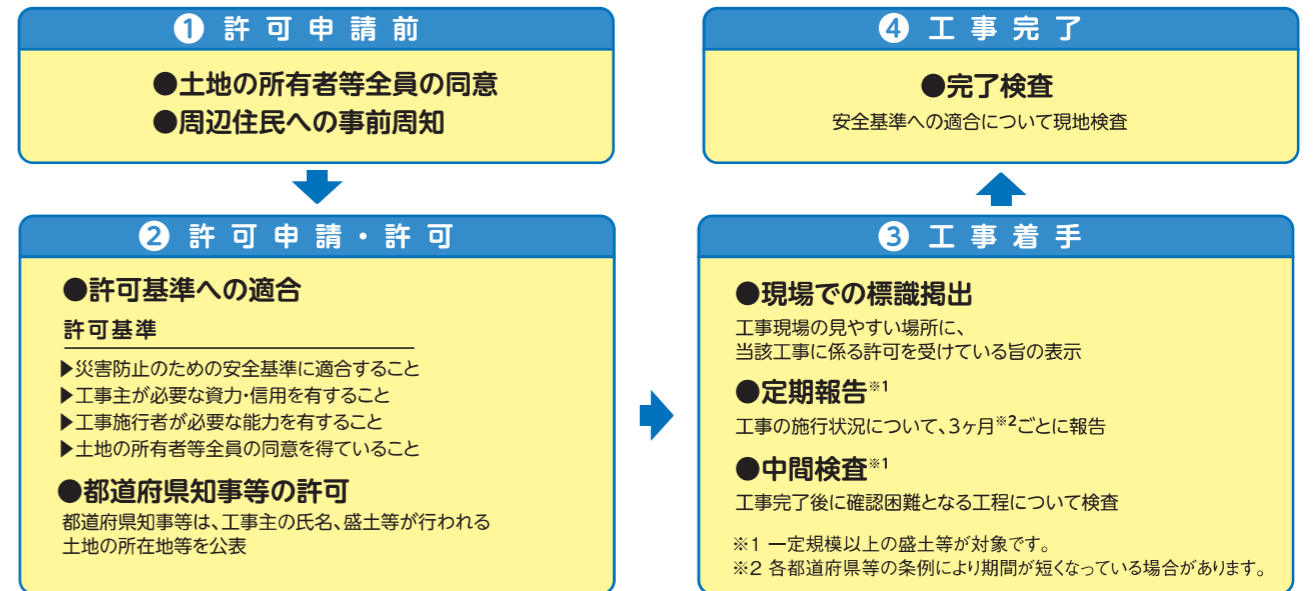 ❶ 許可申請前
●土地の所有者等全員の同意
●周辺住民への事前周知
❷ 許可申請・許可
●許可基準への適合
許可基準
▶災害防止のための安全基準に適合すること
▶工事主が必要な資力・信用を有すること
▶工事施行者が必要な能力を有すること
▶土地の所有者等全員の同意を得ていること
●都道府県知事等の許可
都道府県知事等は、工事主の氏名、盛土等が行われる
土地の所在地等を公表
❸ 工事着手
●現場での標識掲出
工事現場の見やすい場所に、
当該工事に係る許可を受けている旨の表示
●定期報告※1
工事の施行状況について、3ヶ月※2ごとに報告
●中間検査※1
工事完了後に確認困難となる工程について検査
※1 一定規模以上の盛土等が対象です。
※2 各都道府県等の条例により期間が短くなっている場合があります。
❹ 工事完了
●完了検査
安全基準への適合について現地検査